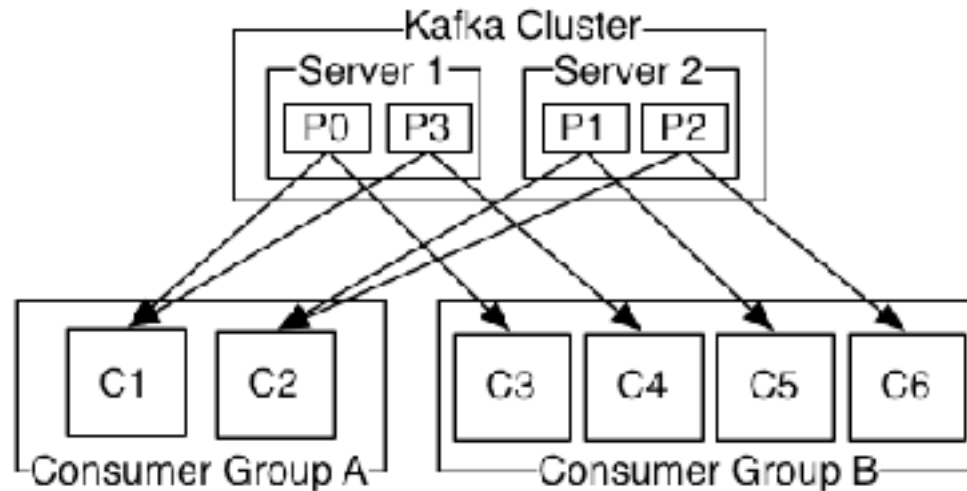 Kafka Cluster
Server 1 Server 2
P0 P3 P1 P2
C1 C2 C3 C4 C5 C6
Consumer Group A Consumer Group B